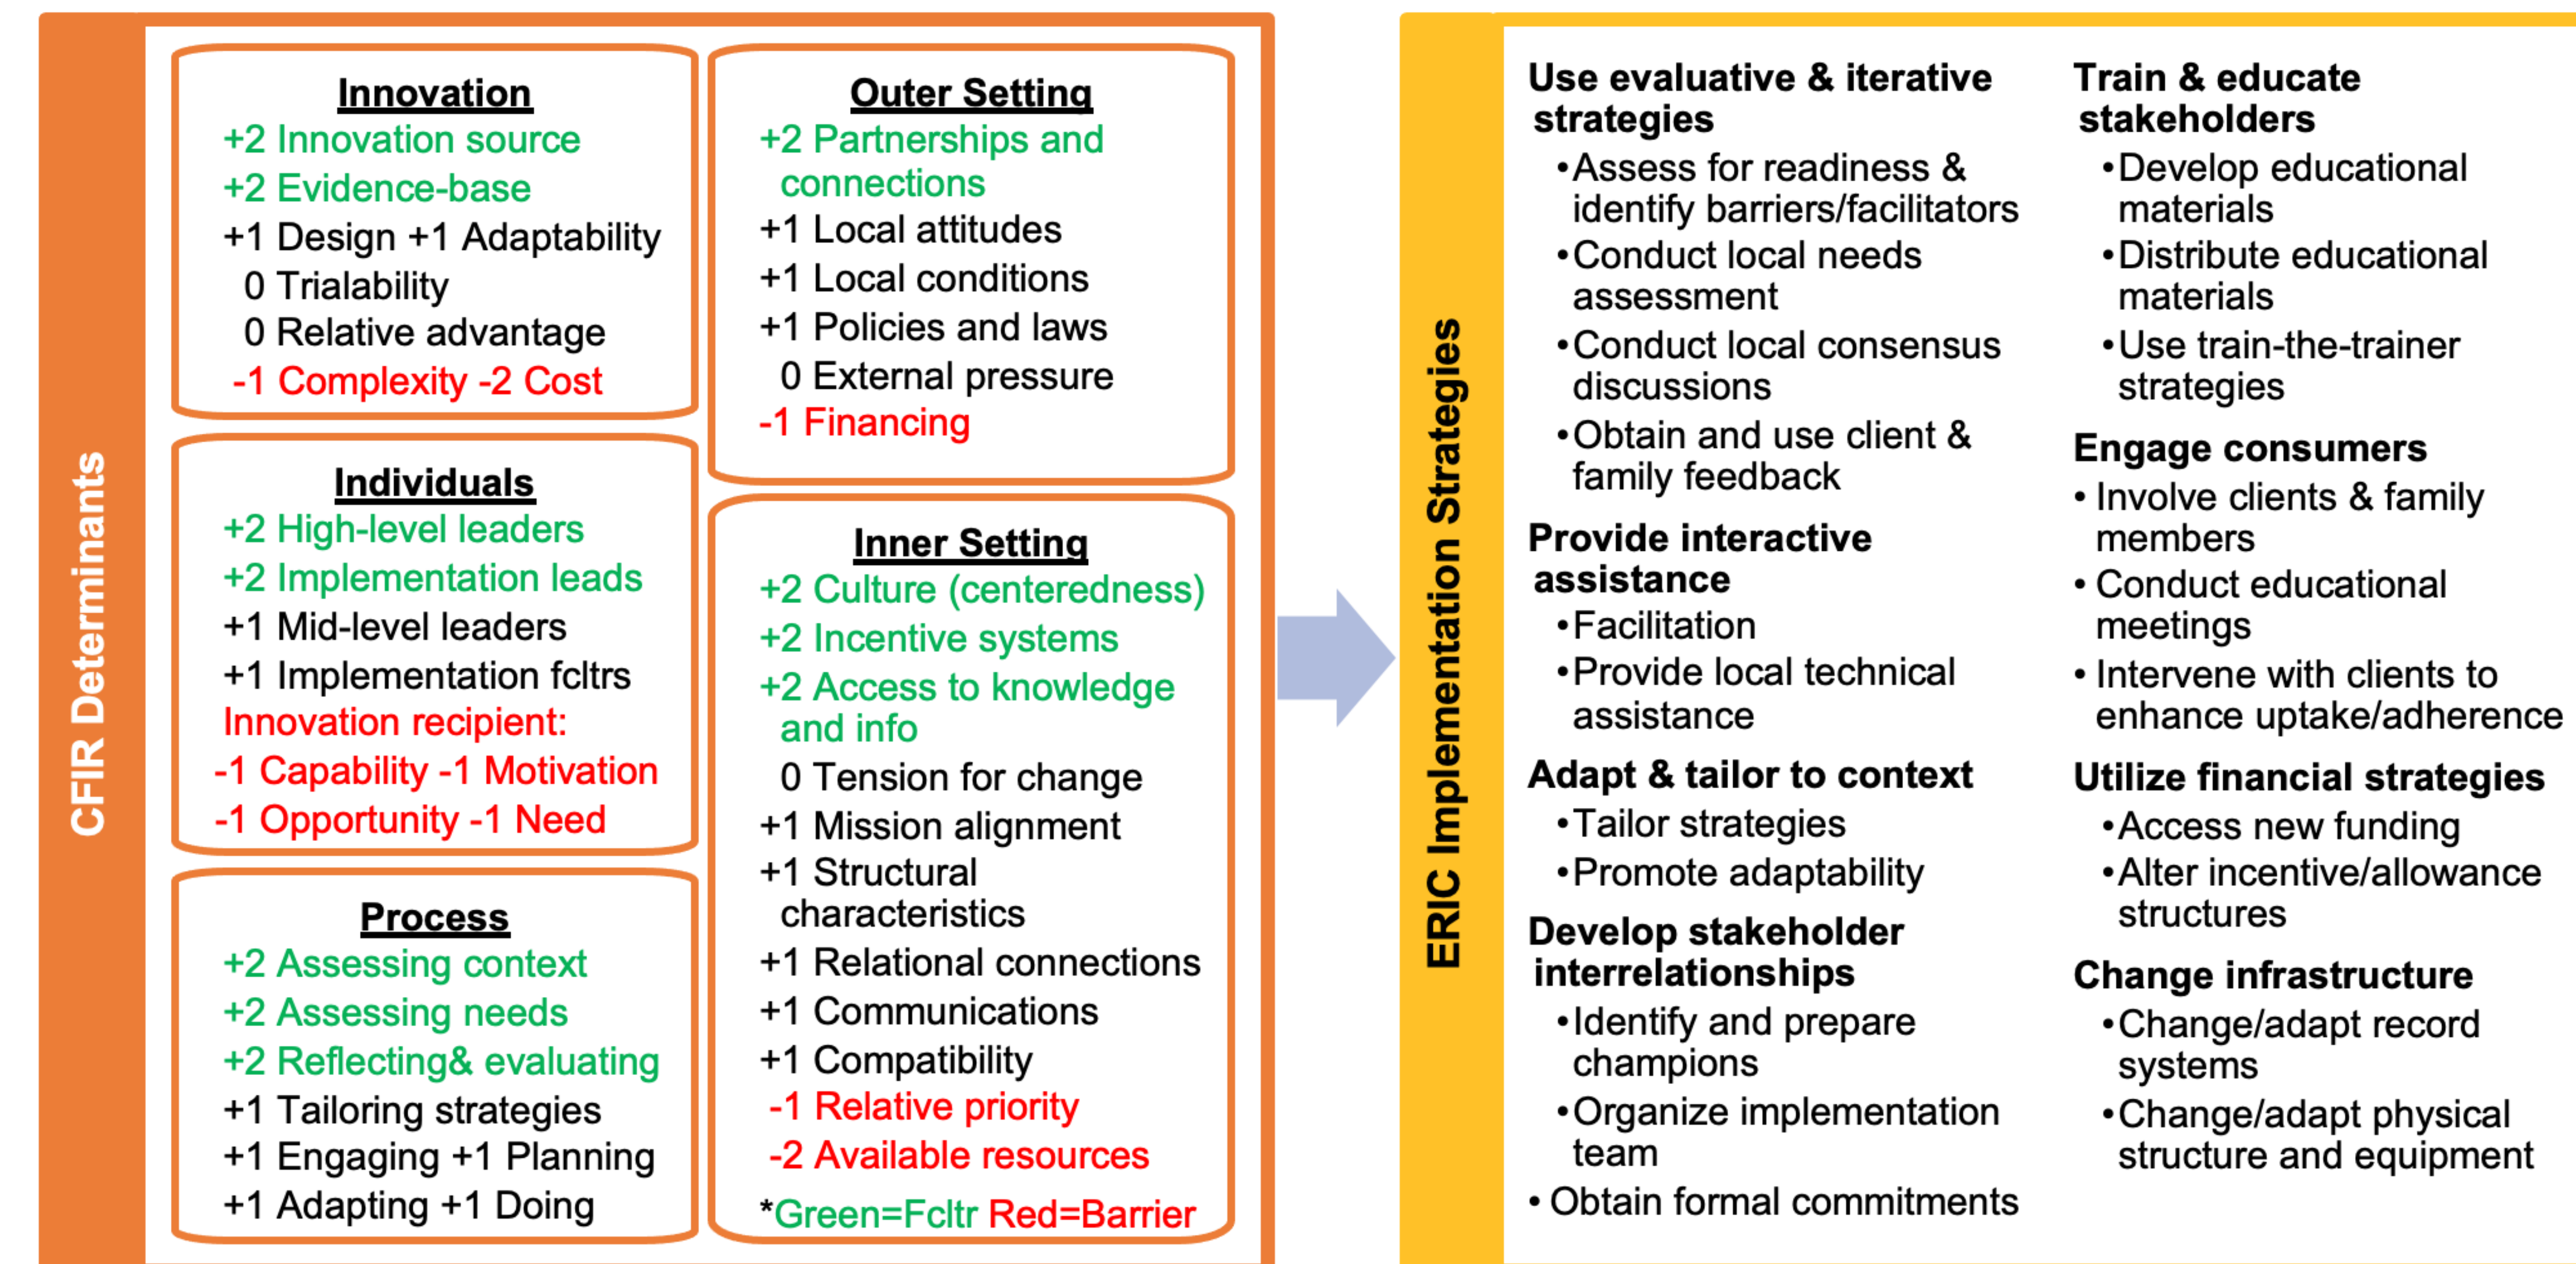 CFIR Determinants
Innovation
+2 Innovation source
+2 Evidence-base
+1 Design +1 Adaptability
0 Trialability
0 Relative advantage
-1 Complexity -2 Cost
Individuals
+2 High-level leaders
+2 Implementation leads
+1 Mid-level leaders
+1 Implementation fcltrs
Innovation recipient:
-1 Capability -1 Motivation
-1 Opportunity -1 Need
Process
+2 Assessing context
+2 Assessing needs
+2 Reflecting& evaluating
+1 Tailoring strategies
+1 Engaging +1 Planning
+1 Adapting +1 Doing
Outer Setting
+2 Partnerships and
connections
+1 Local attitudes
+1 Local conditions
+1 Policies and laws
0 External pressure
-1 Financing
Inner Setting
+2 Culture (centeredness)
+2 Incentive systems
+2 Access to knowledge
and info
0 Tension for change
+1 Mission alignment
+1 Structural
characteristics
+1 Relational connections
+1 Communications
+1 Compatibility
-1 Relative priority
-2 Available resources
*Green=Fcltr Red=Barrier
ERIC Implementation Strategies
Use evaluative & iterative
strategies
•Assess for readiness &
identify barriers/facilitators
•Conduct local needs
assessment
•Conduct local consensus
discussions
•Obtain and use client &
family feedback
Provide interactive
assistance
•Facilitation
•Provide local technical
assistance
Adapt & tailor to context
•Tailor strategies
•Promote adaptability
Develop stakeholder
interrelationships
•Identify and prepare
champions
•Organize implementation
team
• Obtain formal commitments
Train & educate
stakeholders
•Develop educational
materials
•Distribute educational
materials
•Use train-the-trainer
strategies
Engage consumers
• Involve clients & family
members
• Conduct educational
meetings
• Intervene with clients to
enhance uptake/adherence
Utilize financial strategies
•Access new funding
•Alter incentive/allowance
structures
Change infrastructure
•Change/adapt record
systems
•Change/adapt physical
structure and equipment